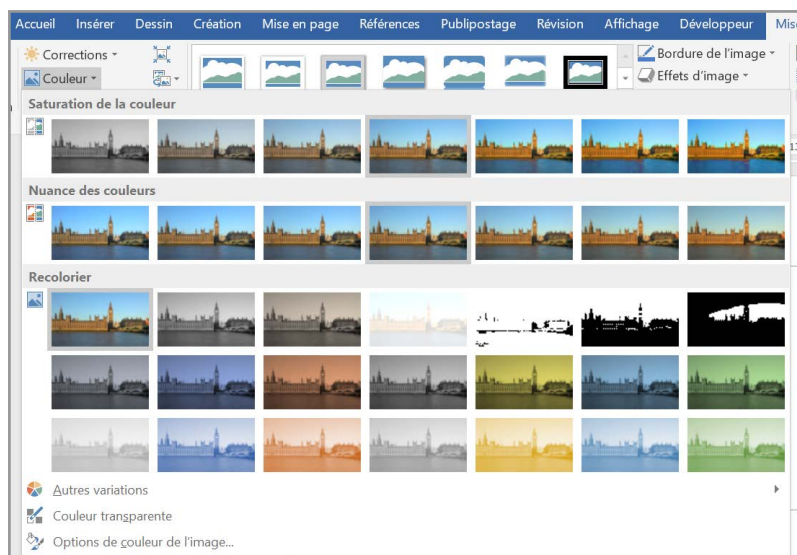 Accueil Insérer Dessin Création Mise en page Références Publipostage Révision Affichage Développeur Mis
Corrections
Bordure de l'image
Couleur
Effets d'image
Saturation de la couleur
Nuance des couleurs
Recolorier
Autres variations
Couleur transparente
Options de couleur de l'image...